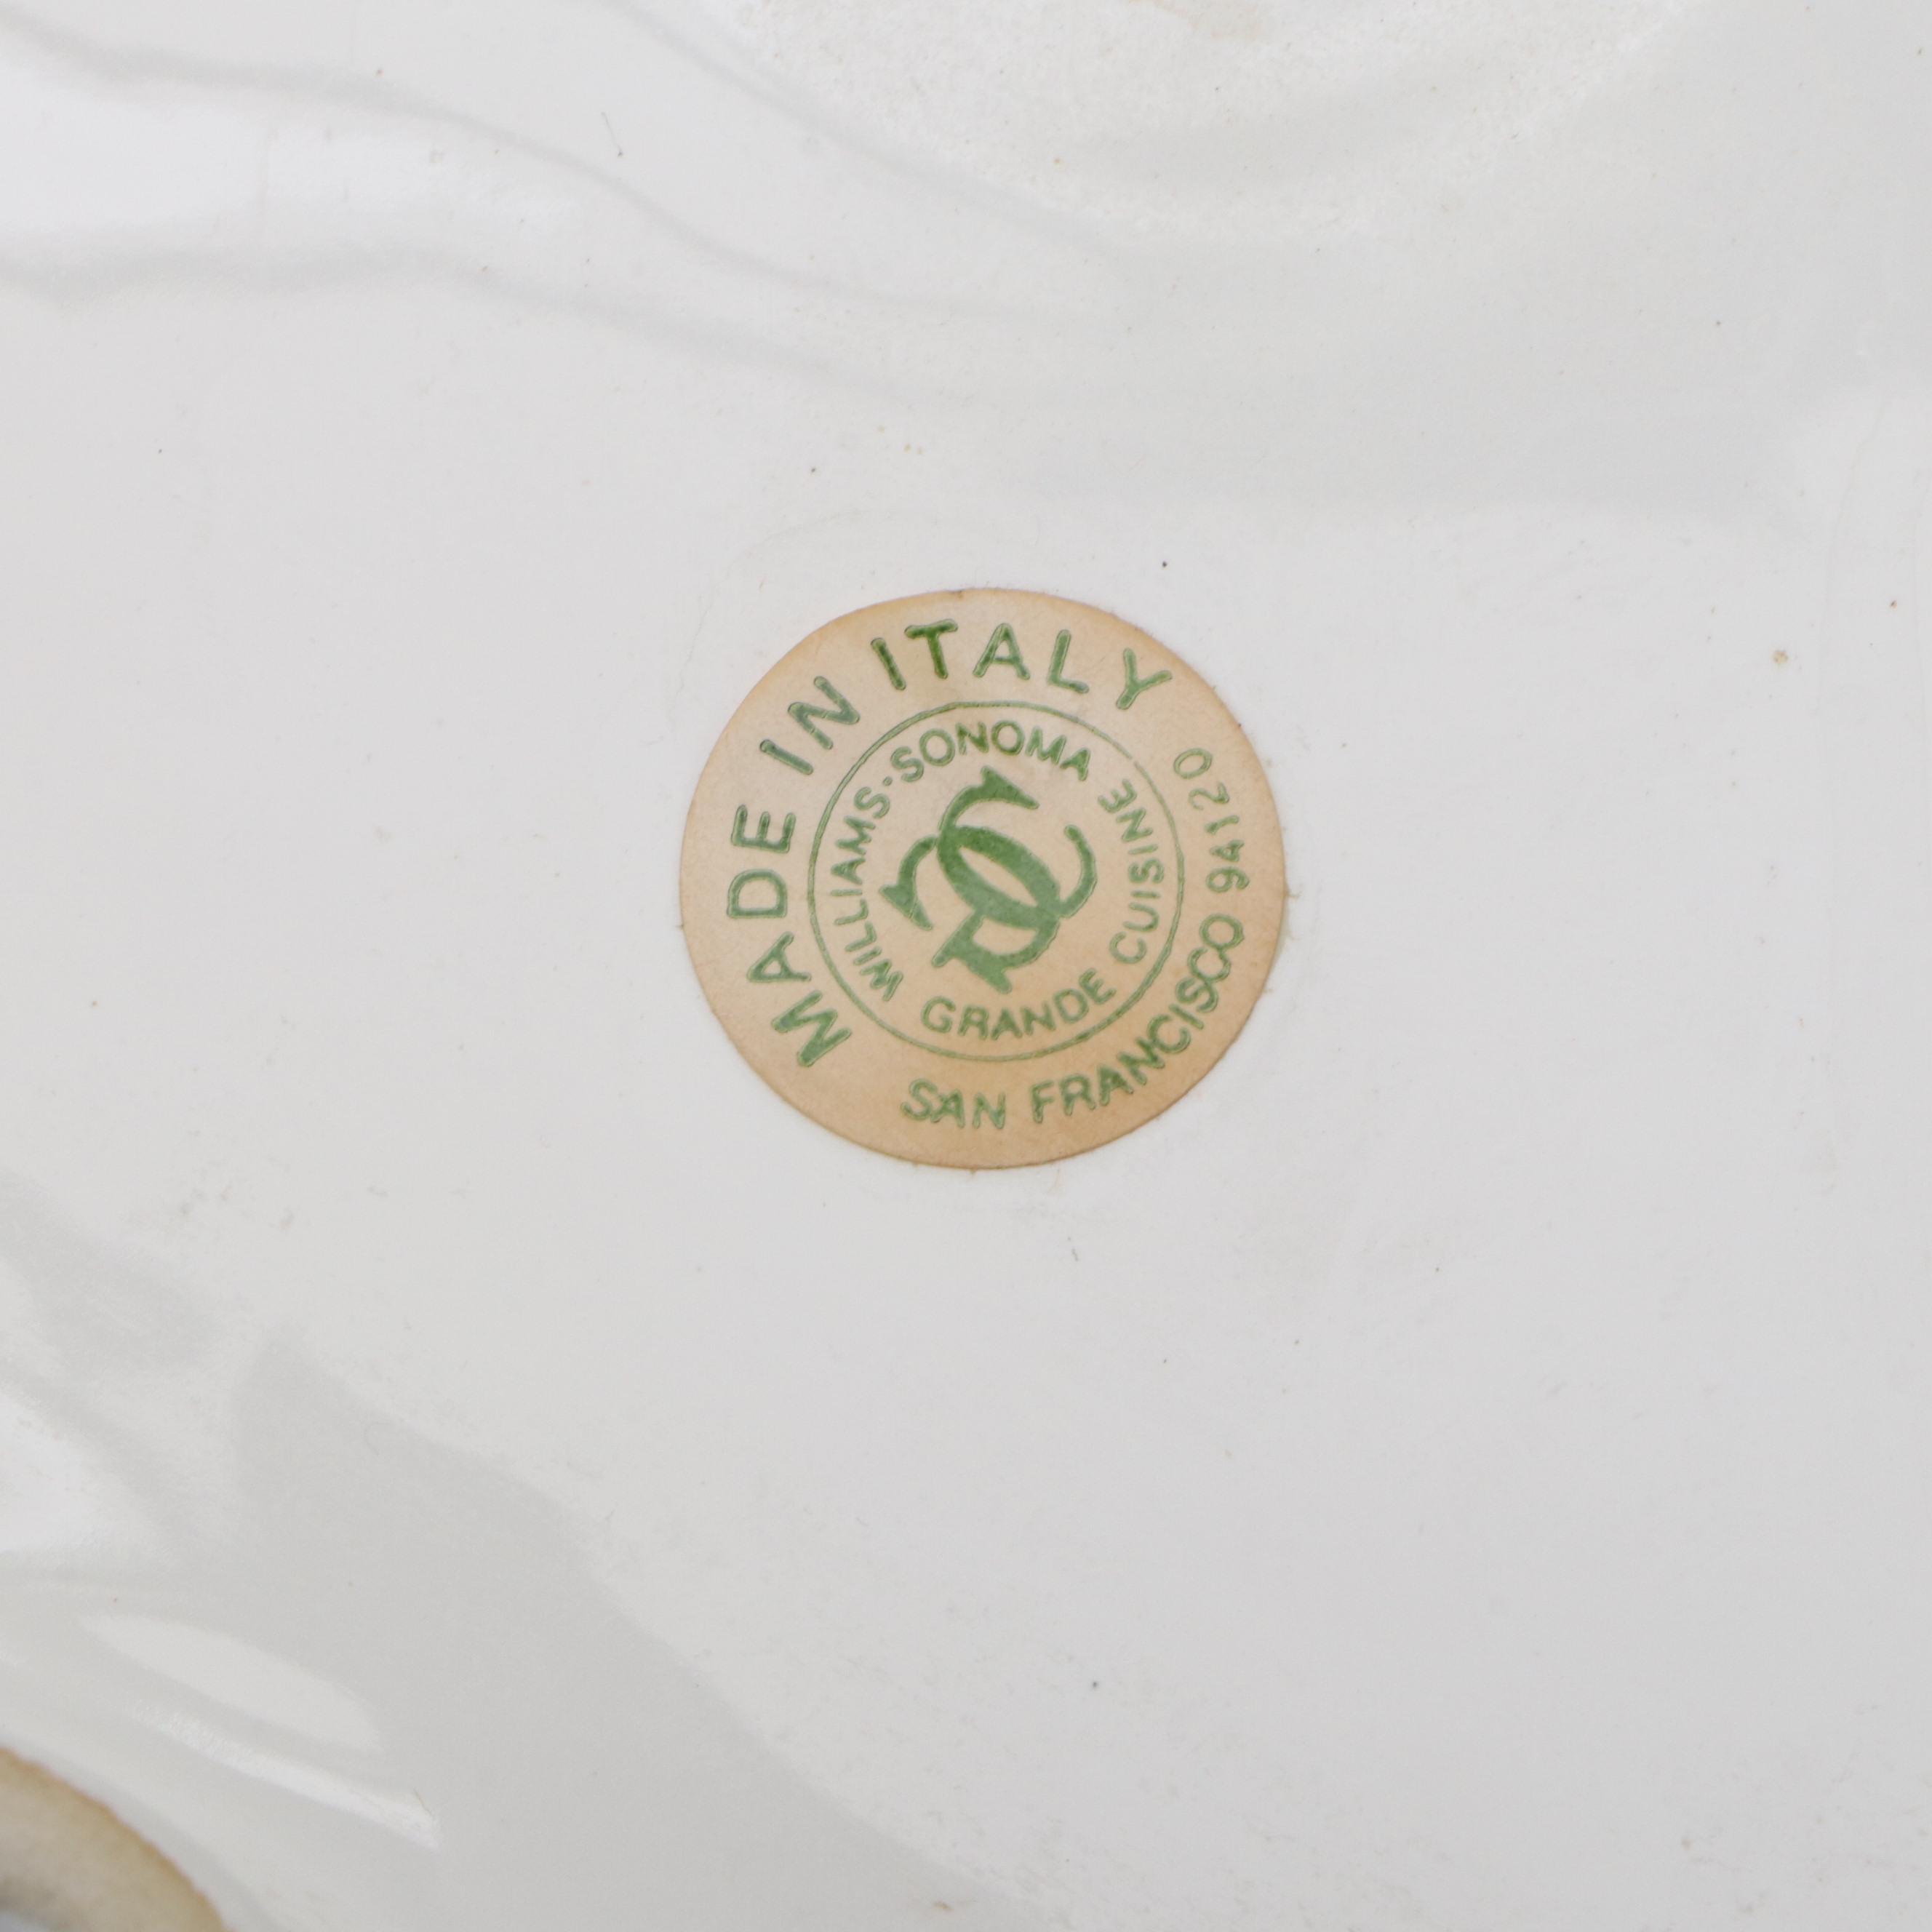 MADE IN ITALY
WILLIAMS-SONOMA
GRANDE CUISINE
SAN FRANCISCO 94120